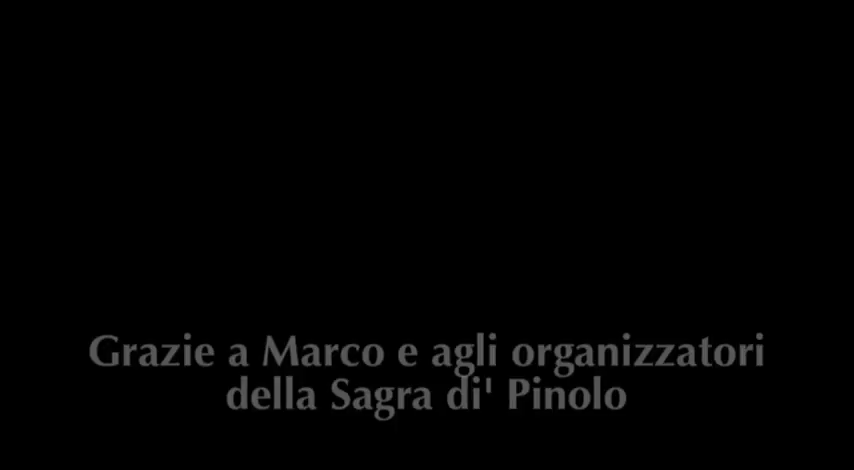 Grazie a Marco e agli organizzatori
della Sagra di' Pinolo